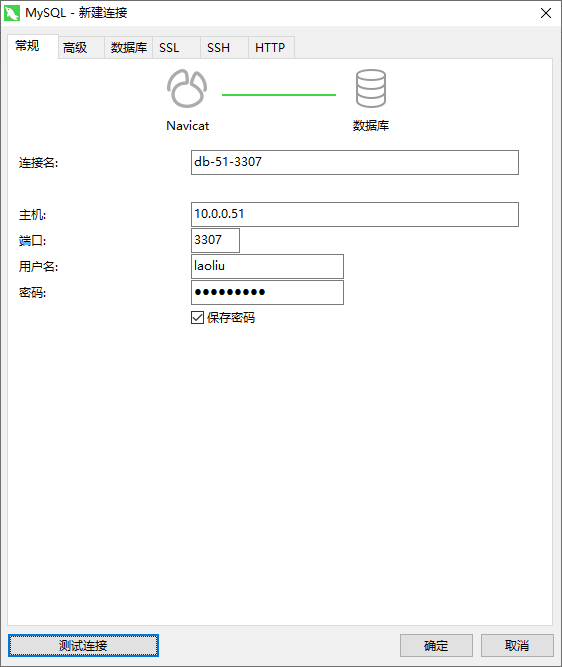 MySQL - 新建连接
常规 高级 数据库 SSL SSH HTTP
Navicat 数据库
连接名: db-51-3307
主机: 10.0.0.51
端口: 3307
用户名: laoliu
密码: ●●●●●●●●●
保存密码
测试连接 确定 取消